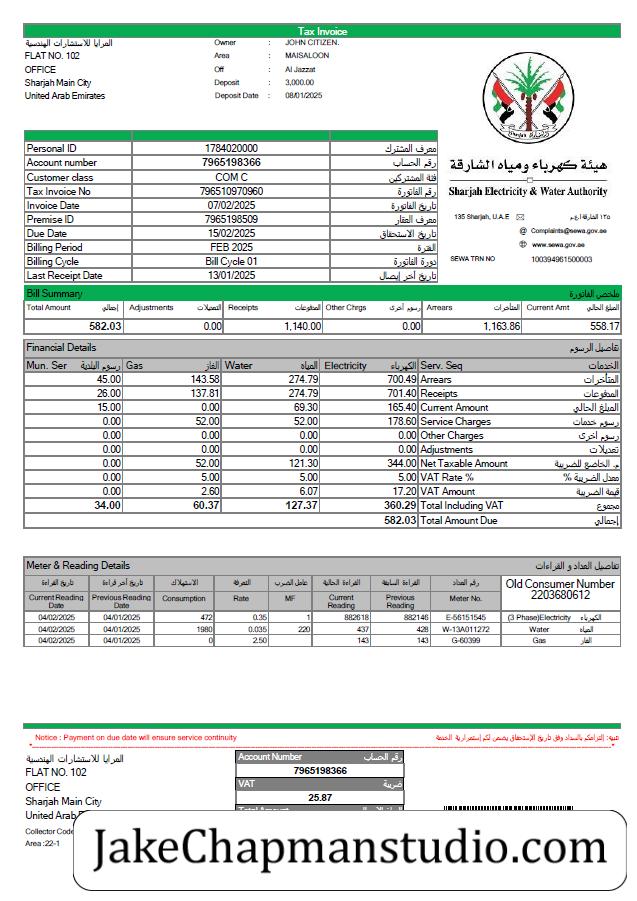 Tax Invoice
المرايا للاستشارات الهندسية
FLAT NO. 102
OFFICE
Sharjah Main City
United Arab Emirates
Owner : JOHN CITIZEN.
Area : MAISALOON
Off : Al Jazzat
Deposit : 3,000.00
Deposit Date : 08/01/2025
هيئة كهرباء ومياه الشارقة
Sharjah Electricity & Water Authority
135 Sharjah, U.A.E ١٣٥ الشارقة ا.ع.م
@ Complaints@sewa.gov.ae
www.sewa.gov.ae
SEWA TRN NO 100394961500003
Personal ID 1784020000 معرف المشترك
Account number 7965198366 رقم الحساب
Customer class COM C فئة المشتركين
Tax Invoice No 796510970960 رقم الفاتورة
Invoice Date 07/02/2025 تاريخ الفاتورة
Premise ID 7965198509 معرف العقار
Due Date 15/02/2025 تاريخ الاستحقاق
Billing Period FEB 2025 الفترة
Billing Cycle Bill Cycle 01 دورة الفاتورة
Last Receipt Date 13/01/2025 تاريخ أخر إيصال
Bill Summary ملخص الفاتورة
Total Amount إجمالي Adjustments التعديلات Receipts المدفوعات Other Chrgs رسوم أخرى Arrears المتأخرات Current Amt المبلغ الحالي
582.03 0.00 1,140.00 0.00 1,163.86 558.17
Financial Details تفاصيل الرسوم
Mun. Ser رسوم البلدية Gas الغاز Water المياه Electricity الكهرباء Serv. Seq الخدمات
45.00 143.58 274.79 700.49 Arrears المتأخرات
26.00 137.81 274.79 701.40 Receipts المدفوعات
15.00 0.00 69.30 165.40 Current Amount المبلغ الحالي
0.00 52.00 52.00 178.60 Service Charges رسوم خدمات
0.00 0.00 0.00 0.00 Other Charges رسوم اخرى
0.00 0.00 0.00 0.00 Adjustments تعديلات
0.00 52.00 121.30 344.00 Net Taxable Amount م. الخاضع للضريبة
0.00 5.00 5.00 5.00 VAT Rate % معدل الضريبة %
0.00 2.60 6.07 17.20 VAT Amount قيمة الضريبة
34.00 60.37 127.37 360.29 Total Including VAT مجموع
582.03 Total Amount Due إجمالي
Meter & Reading Details تفاصيل العداد و القراءات
تاريخ القراءة تاريخ أخر قراءة الاستهلاك التعرفة عامل الضرب القراءة الحالية القراءة السابقة رقم العداد
Current Reading Date Previous Reading Date Consumption Rate MF Current Reading Previous Reading Meter No.
Old Consumer Number
2203680612
04/02/2025 04/01/2025 472 0.35 1 882618 882146 E-56151545 (3 Phase)Electricity الكهرباء
04/02/2025 04/01/2025 1980 0.035 220 437 428 W-13A011272 Water المياه
04/02/2025 04/01/2025 0 2.50 143 143 G-60399 Gas الغاز
Notice : Payment on due date will ensure service continuity
تنبيه: إلتزامكم بالسداد وفق تاريخ الإستحقاق يضمن لكم إستمرارية الخدمة
المرايا للاستشارات الهندسية
FLAT NO. 102
OFFICE
Sharjah Main City
United Arab
Collector Code
Area :22-1
Account Number رقم الحساب
7965198366
VAT ضريبة
25.87
Total Amount
JakeChapmanstudio.com